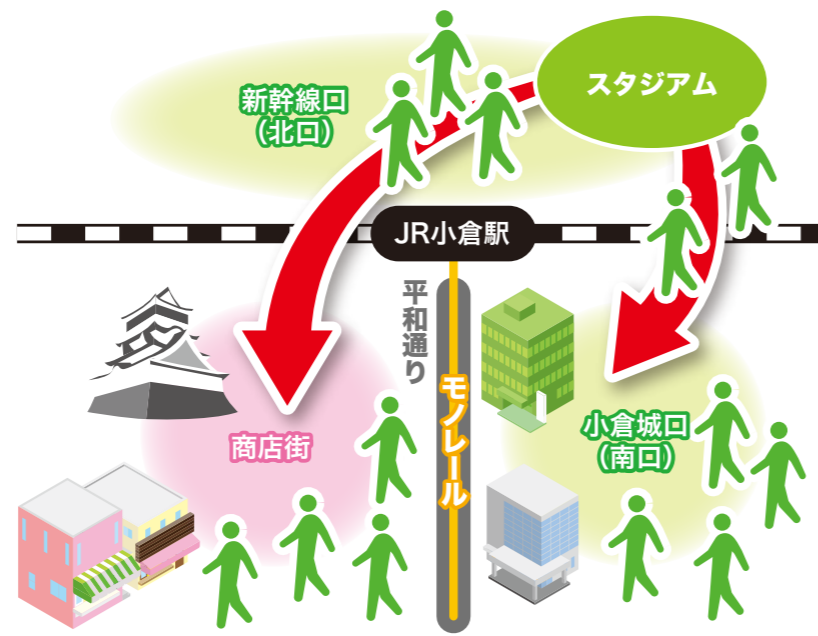 スタジアム
新幹線口
（北口）
JR小倉駅
平和通り
モノレール
小倉城口
（南口）
商店街